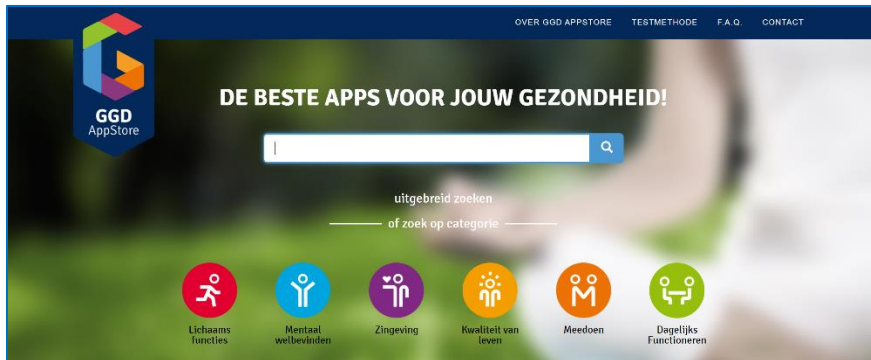 OVER GGD APPSTORE TESTMETHODE F.A.Q. CONTACT
GGD
AppStore
DE BESTE APPS VOOR JOUW GEZONDHEID!
uitgebreid zoeken
of zoek op categorie
Lichaams
functies
Mentaal
welbevinden
Zingeving
Kwaliteit van
leven
Meedoen
Dagelijks
Functioneren